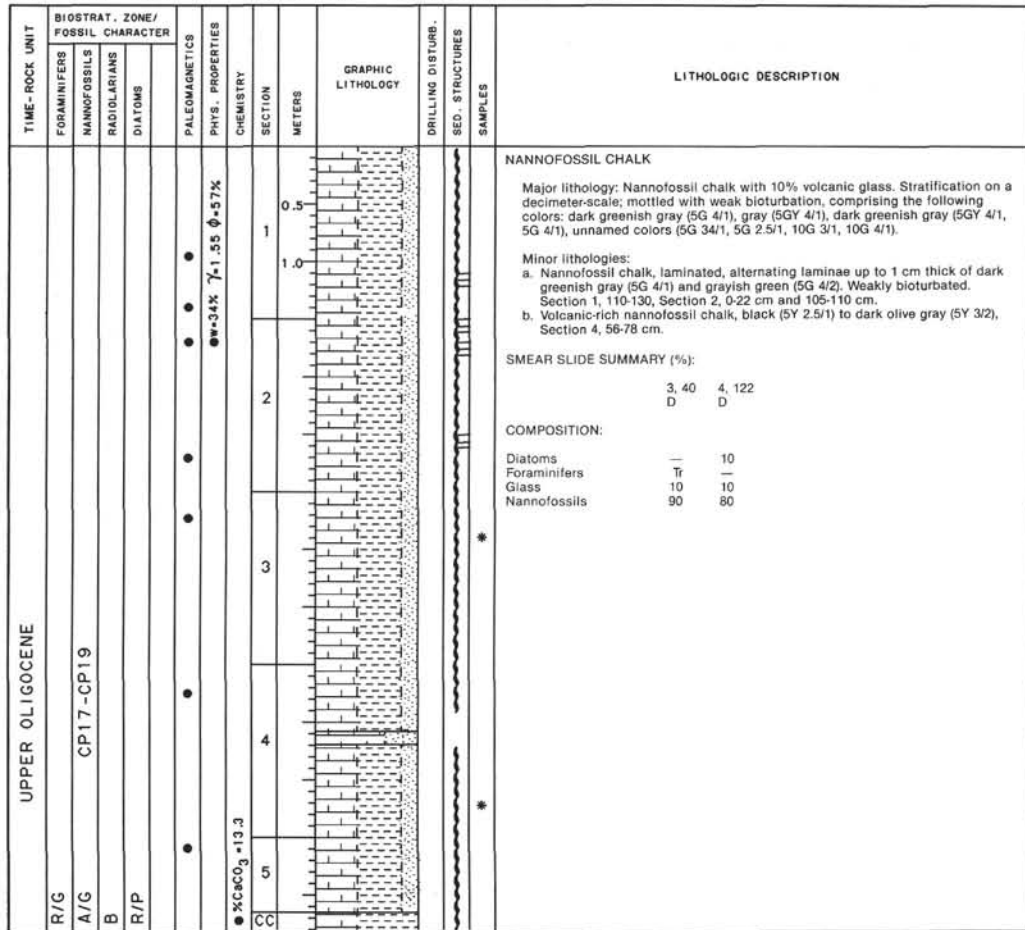 TIME-ROCK UNIT
BIOSTRAT. ZONE/
FOSSIL CHARACTER
FORAMINIFERS
NANNOFOSSILS
RADIOLARIANS
DIATOMS
PALEOMAGNETICS
PHYS. PROPERTIES
CHEMISTRY
SECTION
METERS
GRAPHIC
LITHOLOGY
DRILLING DISTURB.
SED. STRUCTURES
SAMPLES
LITHOLOGIC DESCRIPTION
UPPER OLIGOCENE
R/G
A/G
CP17-CP19
B
R/P
●W=34% γ=1.55 Φ=57%
●%CaCO3=13.3
1
2
3
4
5
CC
0.5
1.0
*
*
NANNOFOSSIL CHALK
Major lithology: Nannofossil chalk with 10% volcanic glass. Stratification on a
decimeter-scale; mottled with weak bioturbation, comprising the following
colors: dark greenish gray (5G 4/1), gray (5GY 4/1), dark greenish gray (5GY 4/1,
5G 4/1), unnamed colors (5G 34/1, 5G 2.5/1, 10G 3/1, 10G 4/1).
Minor lithologies:
a. Nannofossil chalk, laminated, alternating laminae up to 1 cm thick of dark
greenish gray (5G 4/1) and grayish green (5G 4/2). Weakly bioturbated.
Section 1, 110-130, Section 2, 0-22 cm and 105-110 cm.
b. Volcanic-rich nannofossil chalk, black (5Y 2.5/1) to dark olive gray (5Y 3/2),
Section 4, 56-78 cm.
SMEAR SLIDE SUMMARY (%):
3, 40 4, 122
D D
COMPOSITION:
Diatoms — 10
Foraminifers Tr —
Glass 10 10
Nannofossils 90 80